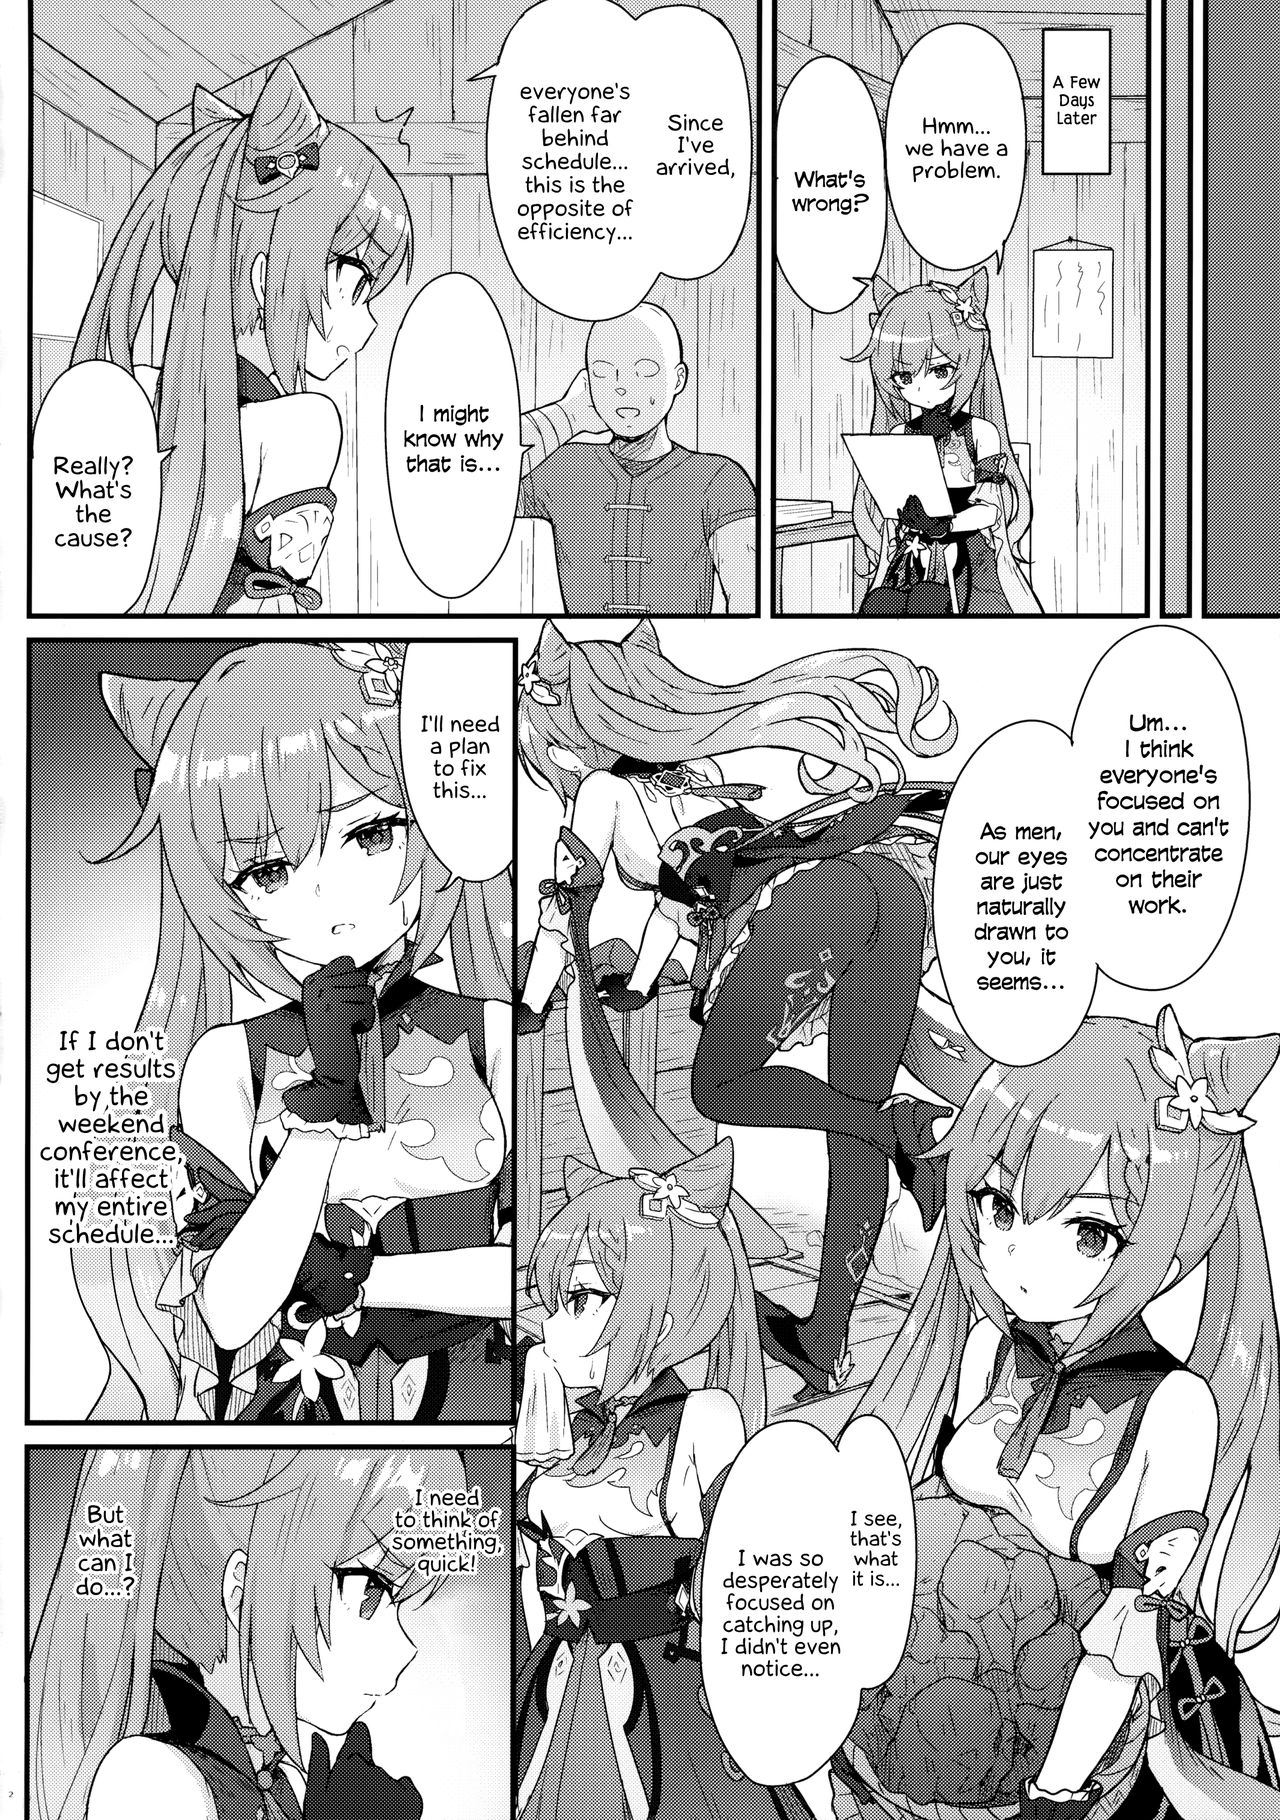 A Few
Days
Later
Hmm...
we have a
problem.
What's
wrong?
Since
I've
arrived,
everyone's
fallen far
behind
schedule...
this is the
opposite of
efficiency...
I might
know why
that is...
Really?
What's
the
cause?
Um...
I think
everyone's
focused on
you and can't
concentrate
on their
work.
As men,
our eyes
are just
naturally
drawn to
you, it
seems...
I see,
that's
what
it is...
I was so
desperately
focused on
catching up,
I didn't even
notice...
I'll need
a plan
to fix
this...
If I don't
get results
by the
weekend
conference,
it'll affect
my entire
schedule...
I need
to think of
something,
quick!
But
what
can I
do...?
2